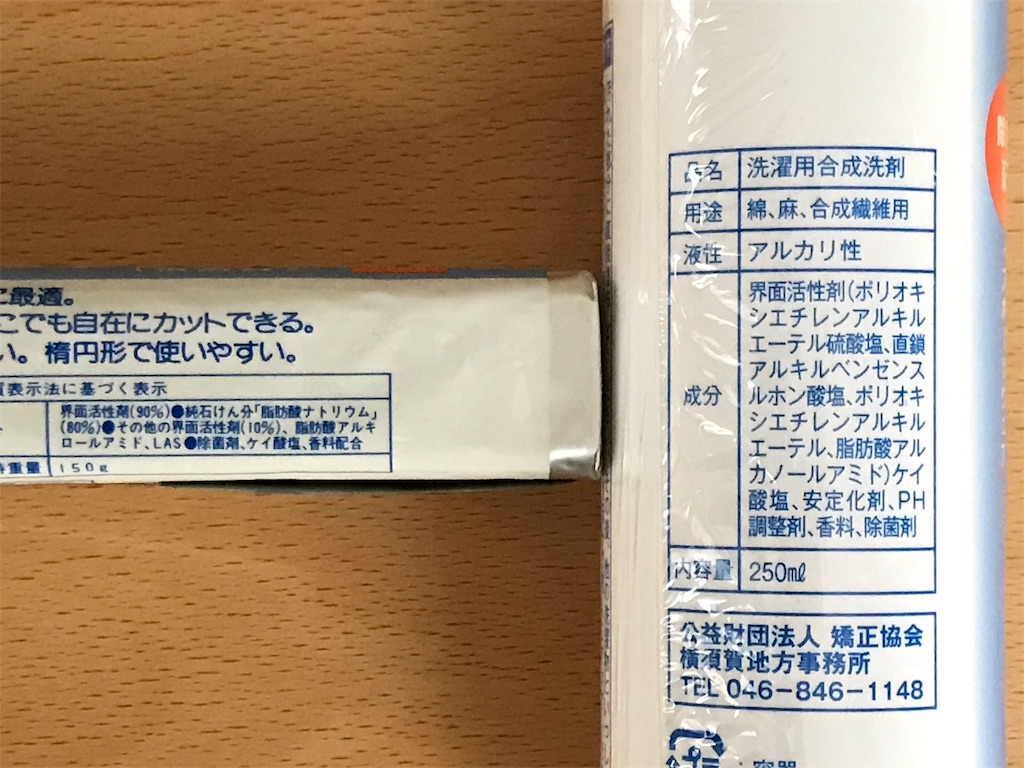 に最適。
こでも自在にカットできる。
い。楕円形で使いやすい。
質表示法に基づく表示
界面活性剤(90%)●純石けん分「脂肪酸ナトリウム」
(80%)●その他の界面活性剤(10%)、脂肪酸アルキ
ロールアミド、LAS●除菌剤、ケイ酸塩、香料配合
重量 150g
品名 洗濯用合成洗剤
用途 綿、麻、合成繊維用
液性 アルカリ性
成分
界面活性剤(ポリオキ
シエチレンアルキル
エーテル硫酸塩、直鎖
アルキルベンゼンス
ルホン酸塩、ポリオキ
シエチレンアルキル
エーテル、脂肪酸アル
カノールアミド)ケイ
酸塩、安定化剤、PH
調整剤、香料、除菌剤
内容量 250ml
公益財団法人 矯正協会
横須賀地方事務所
TEL 046-846-1148
プラ :容器